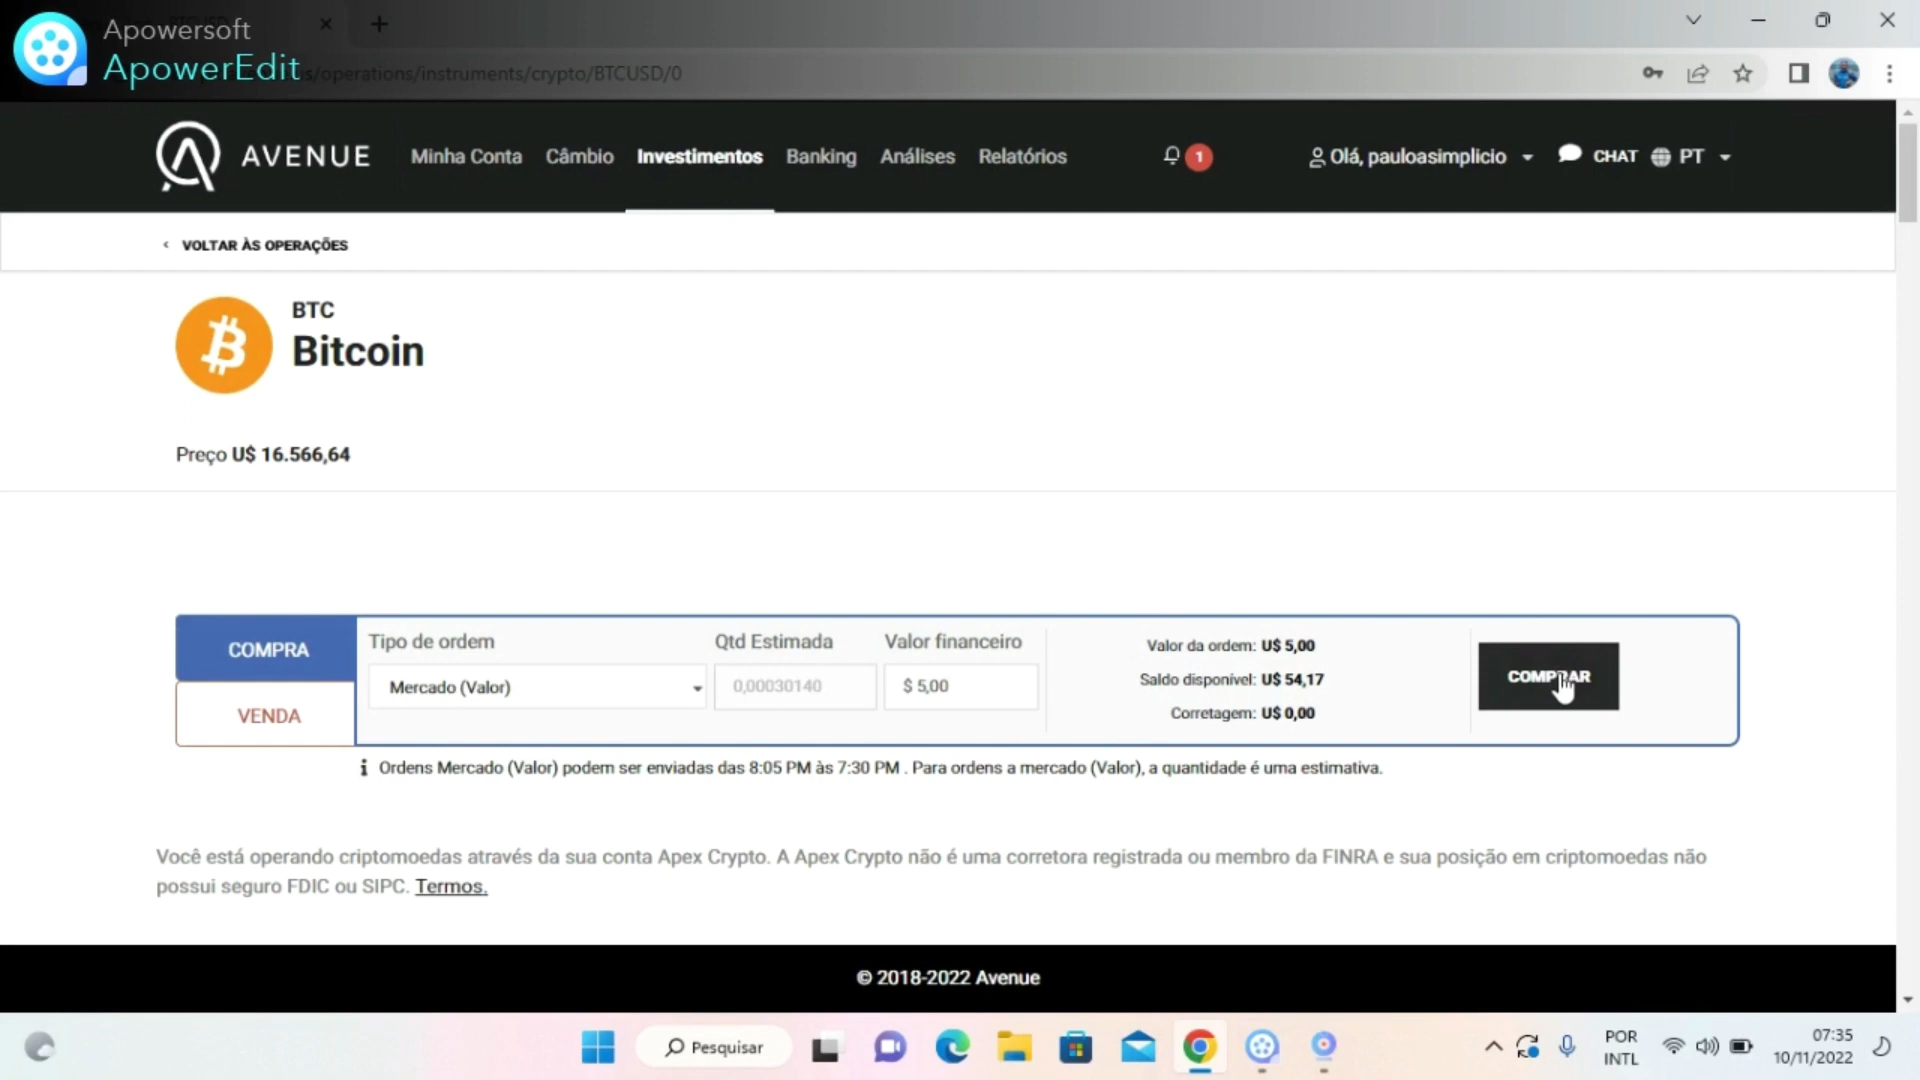 Apowersoft
ApowerEdit
s/operations/instruments/crypto/BTCUSD/0
AVENUE Minha Conta Câmbio Investimentos Banking Análises Relatórios 1 Olá, pauloasimplicio CHAT PT
VOLTAR ÀS OPERAÇÕES
BTC
Bitcoin
Preço U$ 16.566,64
COMPRA
VENDA
Tipo de ordem
Mercado (Valor)
Qtd Estimada
0,00030140
Valor financeiro
$ 5,00
Valor da ordem: U$ 5,00
Saldo disponível: U$ 54,17
Corretagem: U$ 0,00
COMPRAR
Ordens Mercado (Valor) podem ser enviadas das 8:05 PM às 7:30 PM . Para ordens a mercado (Valor), a quantidade é uma estimativa.
Você está operando criptomoedas através da sua conta Apex Crypto. A Apex Crypto não é uma corretora registrada ou membro da FINRA e sua posição em criptomoedas não
possui seguro FDIC ou SIPC. Termos.
© 2018-2022 Avenue
Pesquisar
POR
INTL
07:35
10/11/2022